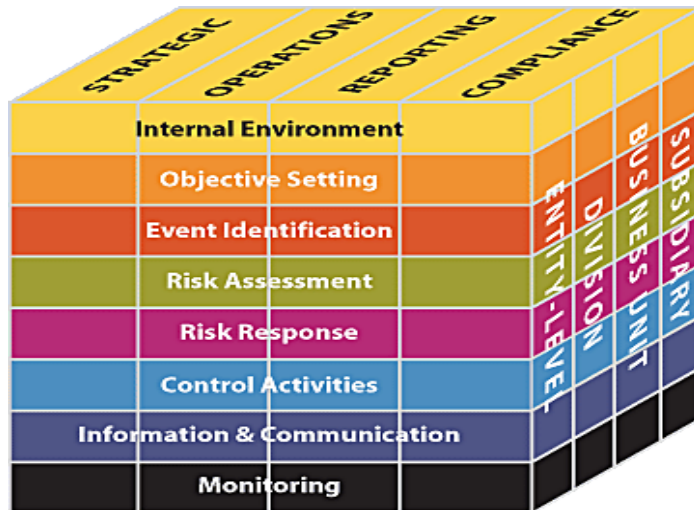 STRATEGIC
OPERATIONS
REPORTING
COMPLIANCE
Internal Environment
Objective Setting
Event Identification
Risk Assessment
Risk Response
Control Activities
Information & Communication
Monitoring
ENTITY-LEVEL
DIVISION
BUSINESS UNIT
SUBSIDIARY